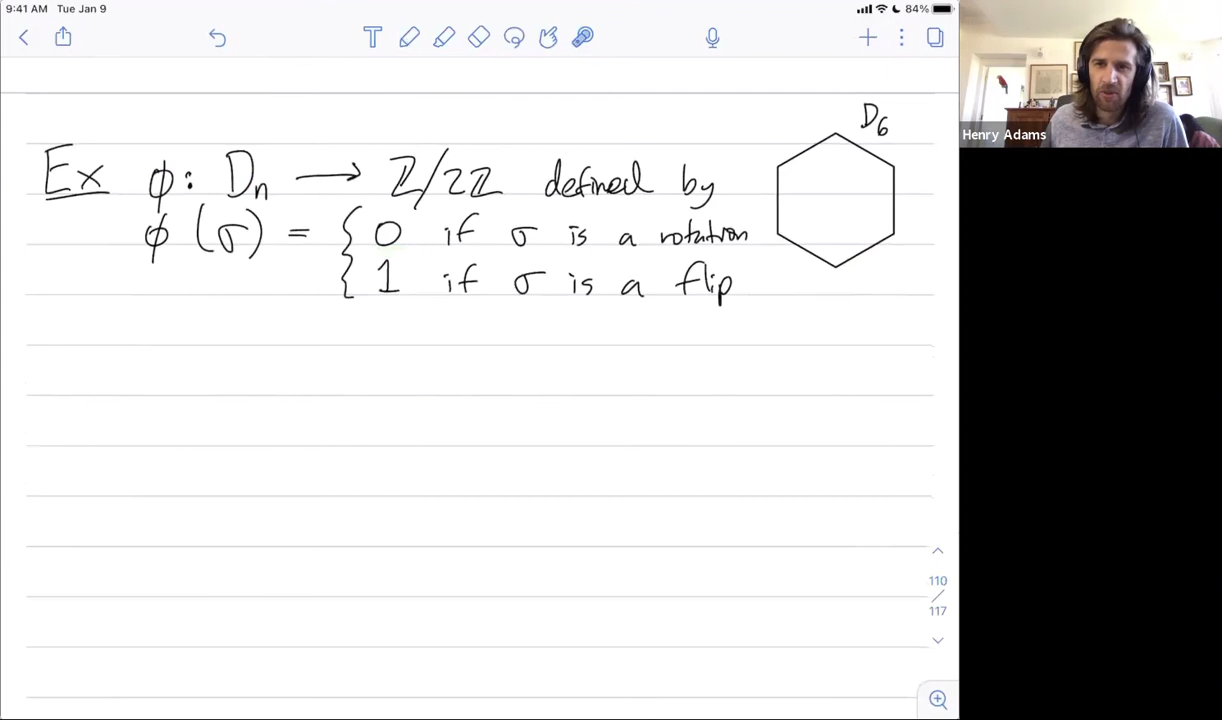 9:41 AM Tue Jan 9
84%
T
D₆
Henry Adams
Ex φ: Dₙ → ℤ/2ℤ defined by
φ(σ) = { 0 if σ is a rotation
{ 1 if σ is a flip
110
/
117